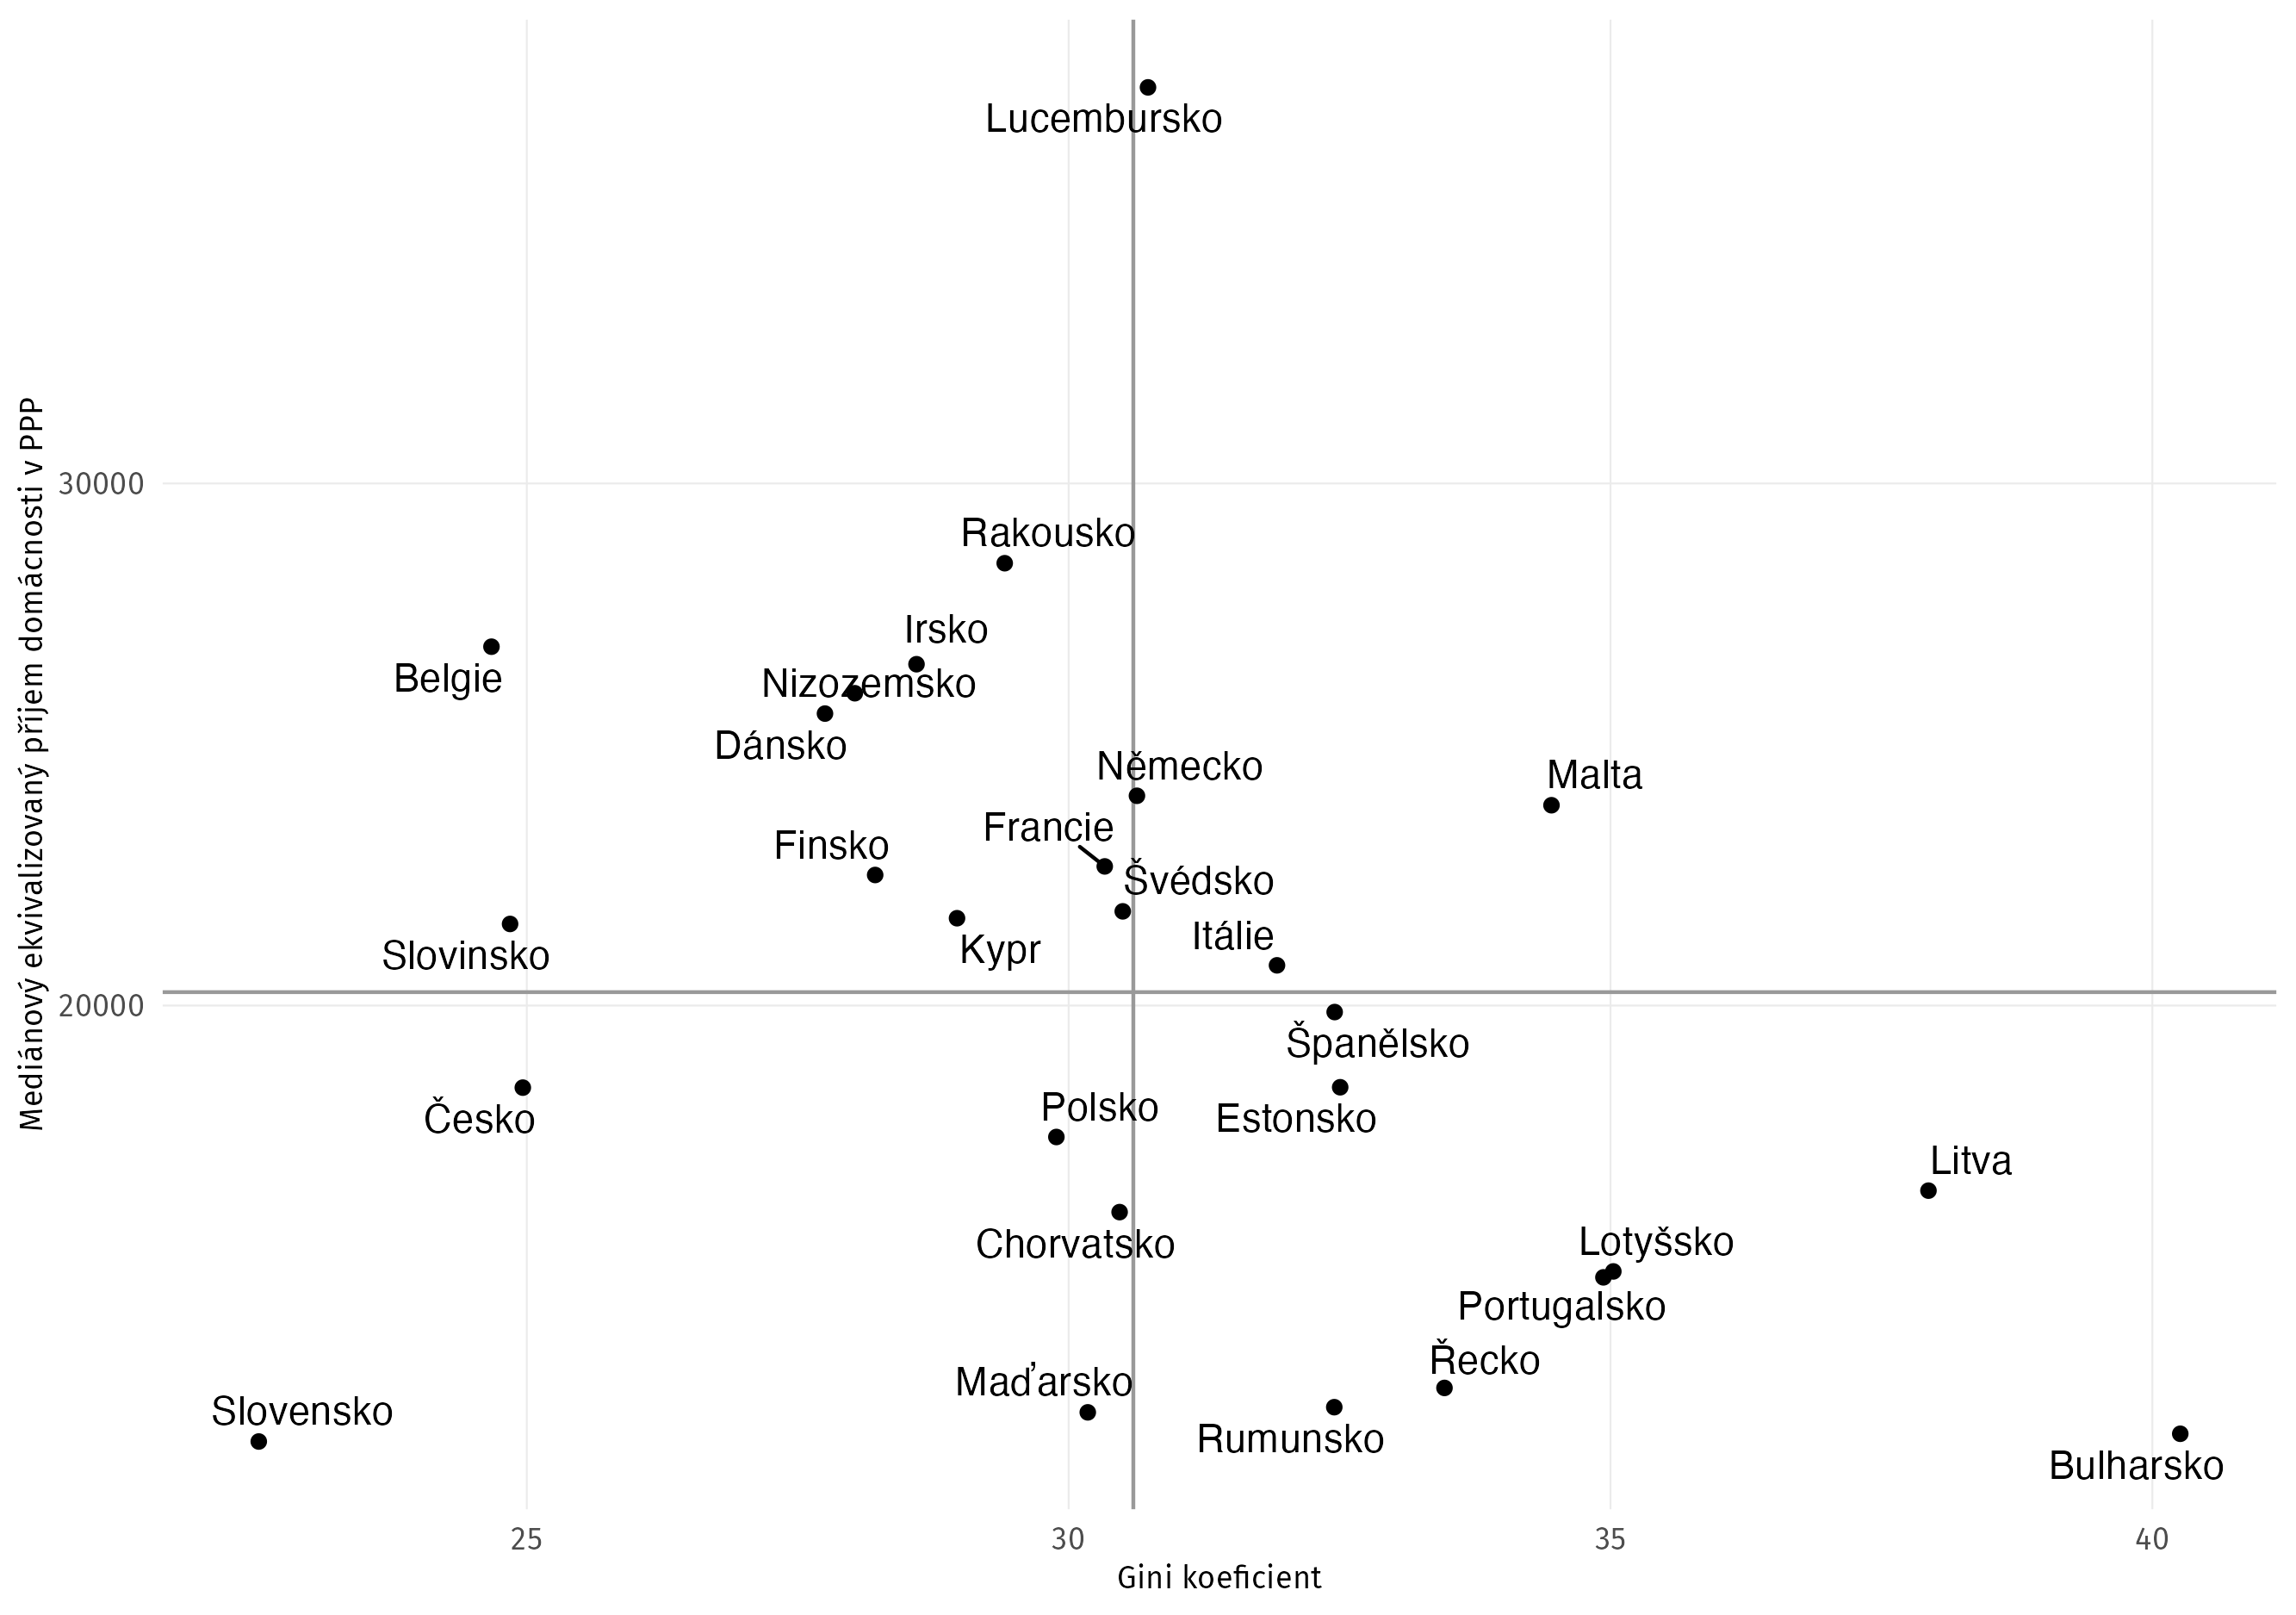 Lucembursko
30000
Rakousko
Irsko
Belgie
Nizozemsko
Dánsko
Německo
Malta
Francie
Finsko
Švédsko
Itálie
Kypr
Slovinsko
20000
Španělsko
Česko
Polsko
Estonsko
Litva
Chorvatsko
Lotyšsko
Portugalsko
Řecko
Maďarsko
Slovensko
Rumunsko
Bulharsko
Mediánový ekvivalizovaný příjem domácnosti v PPP
25 30 35 40
Gini koeficient